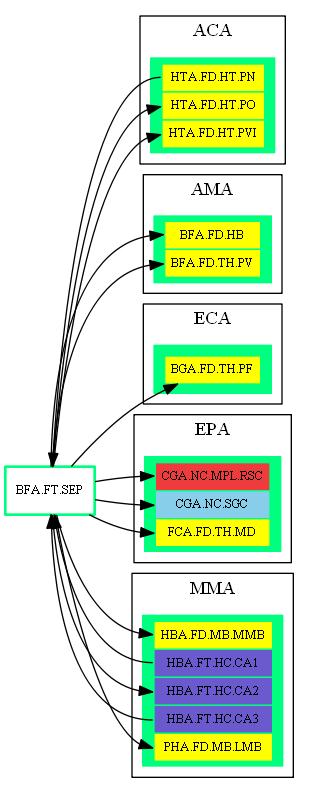 ACA
HTA.FD.HT.PN
HTA.FD.HT.PO
HTA.FD.HT.PVI
AMA
BFA.FD.HB
BFA.FD.TH.PV
ECA
BGA.FD.TH.PF
EPA
BFA.FT.SEP
CGA.NC.MPL.RSC
CGA.NC.SGC
FCA.FD.TH.MD
MMA
HBA.FD.MB.MMB
HBA.FT.HC.CA1
HBA.FT.HC.CA2
HBA.FT.HC.CA3
PHA.FD.MB.LMB